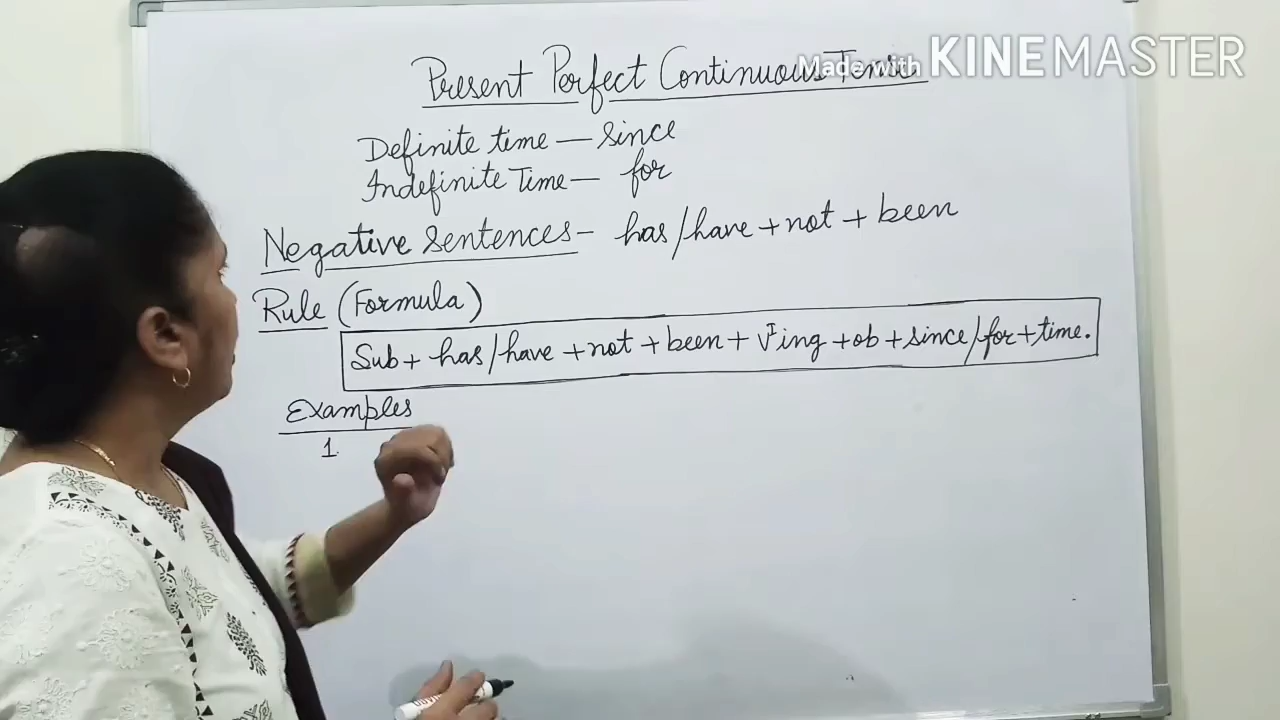 Made with KINEMASTER
Present Perfect Continuous Tense
Definite time — since
Indefinite Time — for
Negative Sentences - has/have + not + been
Rule (Formula)
Sub + has/have + not + been + VIing + ob + since/for + time.
Examples
1.